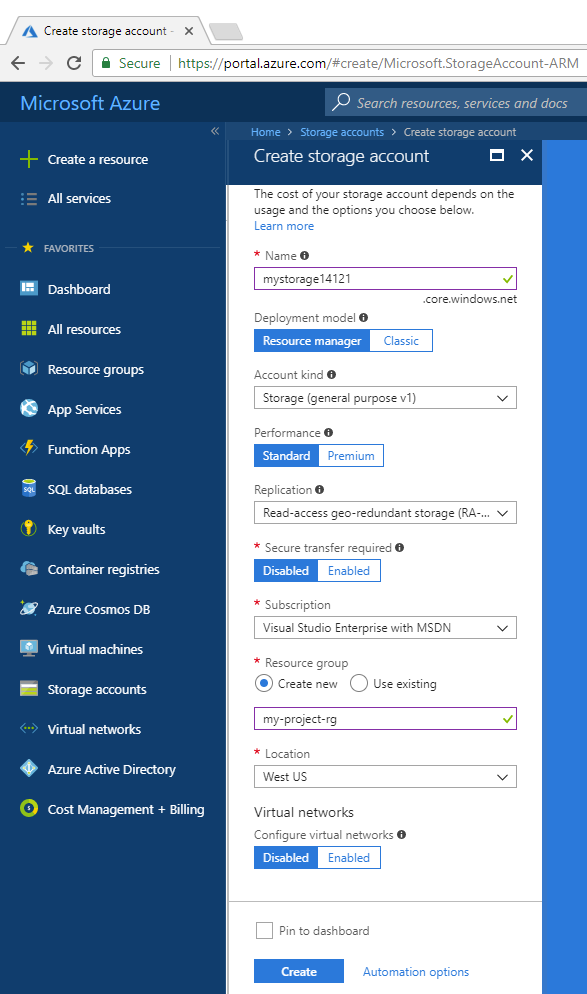 Create storage account -
Secure
https://portal.azure.com/#create/Microsoft.StorageAccount-ARM
Microsoft Azure
Search resources, services and docs
Home > Storage accounts > Create storage account
Create a resource
All services
FAVORITES
Dashboard
All resources
Resource groups
App Services
Function Apps
SQL databases
Key vaults
Container registries
Azure Cosmos DB
Virtual machines
Storage accounts
Virtual networks
Azure Active Directory
Cost Management + Billing
Create storage account
The cost of your storage account depends on the
usage and the options you choose below.
Learn more
* Name
mystorage14121
.core.windows.net
Deployment model
Resource manager Classic
Account kind
Storage (general purpose v1)
Performance
Standard Premium
Replication
Read-access geo-redundant storage (RA-...
* Secure transfer required
Disabled Enabled
* Subscription
Visual Studio Enterprise with MSDN
* Resource group
Create new Use existing
my-project-rg
* Location
West US
Virtual networks
Configure virtual networks
Disabled Enabled
Pin to dashboard
Create Automation options